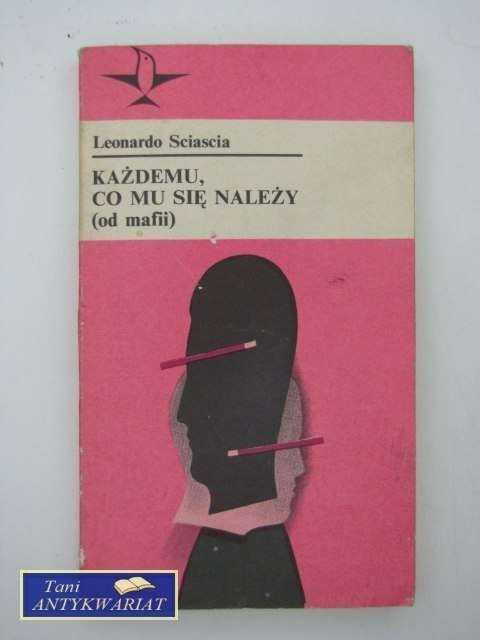 Leonardo Sciascia
KAŻDEMU,
CO MU SIĘ NALEŻY
(od mafii)
Tani
ANTYKWARIAT